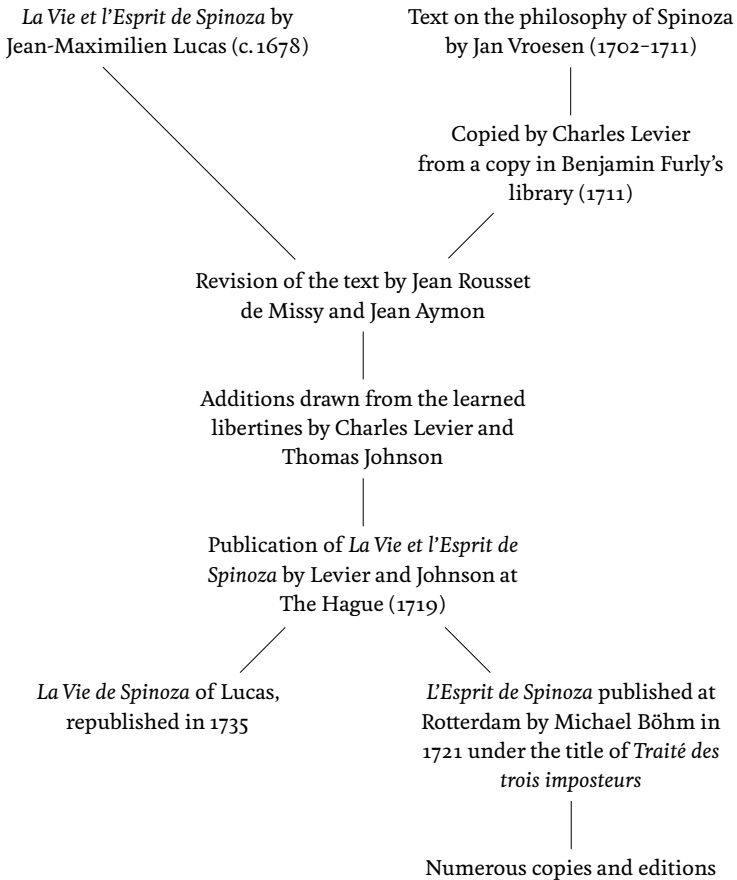 La Vie et l’Esprit de Spinoza by
Jean-Maximilien Lucas (c. 1678)
Text on the philosophy of Spinoza
by Jan Vroesen (1702–1711)
Copied by Charles Levier
from a copy in Benjamin Furly’s
library (1711)
Revision of the text by Jean Rousset
de Missy and Jean Aymon
Additions drawn from the learned
libertines by Charles Levier and
Thomas Johnson
Publication of La Vie et l’Esprit de
Spinoza by Levier and Johnson at
The Hague (1719)
La Vie de Spinoza of Lucas,
republished in 1735
L’Esprit de Spinoza published at
Rotterdam by Michael Böhm in
1721 under the title of Traité des
trois imposteurs
Numerous copies and editions